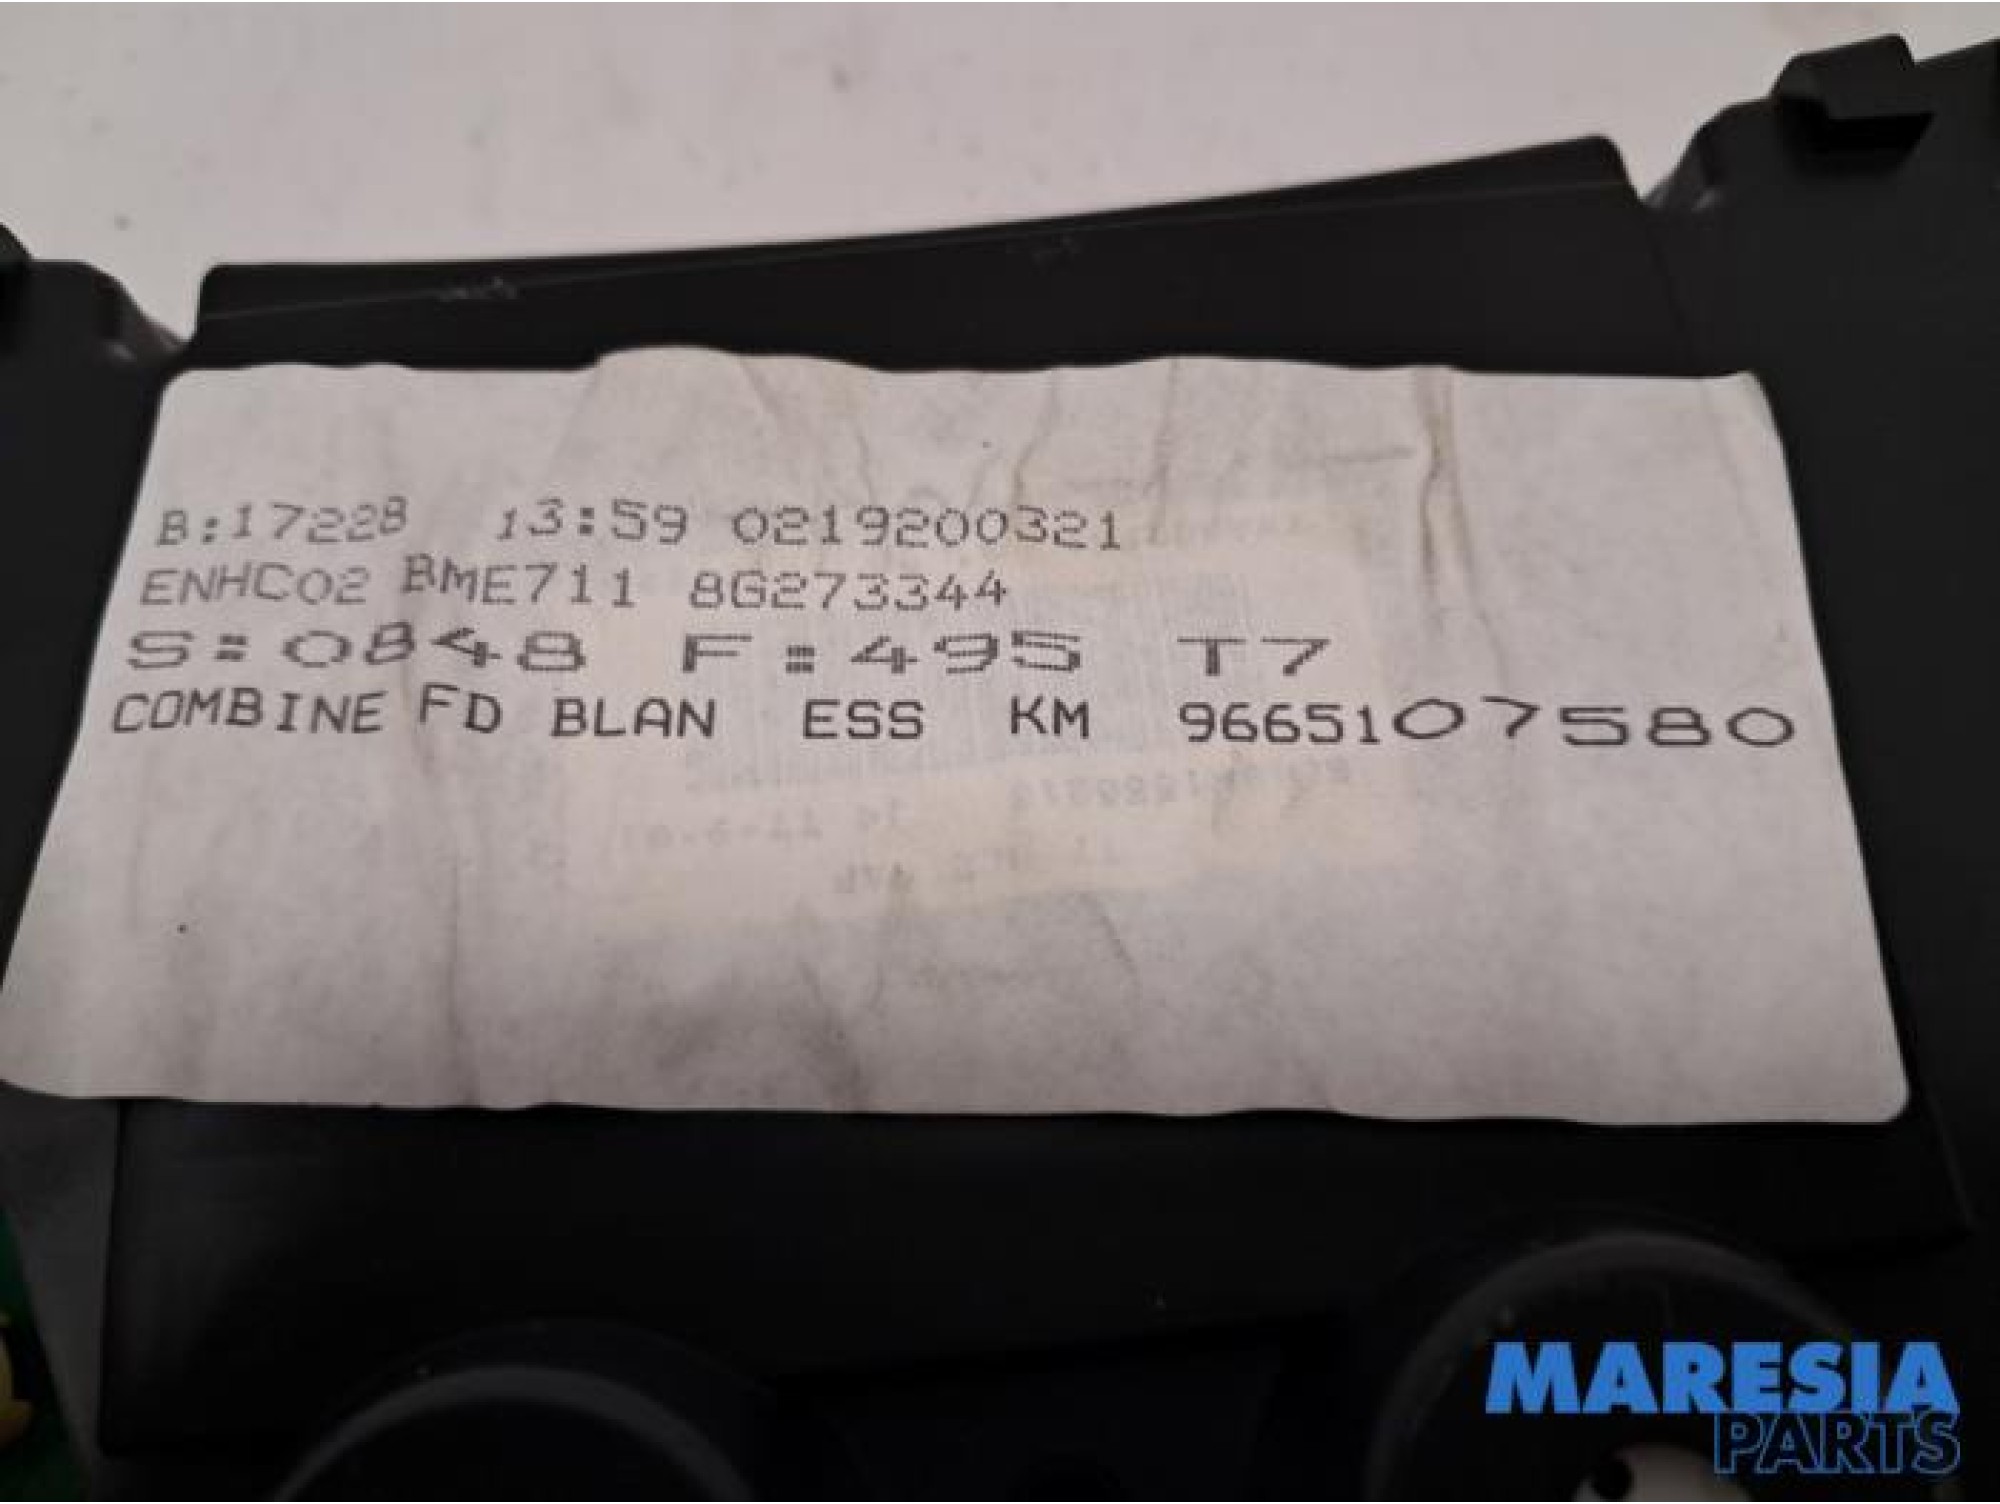 B:17228 13:59 0219200321
ENHC02 BME711 8G273344
S:0848 F:495 T7
COMBINE FD BLAN ESS KM 9665107580
MARESIA
PARTS